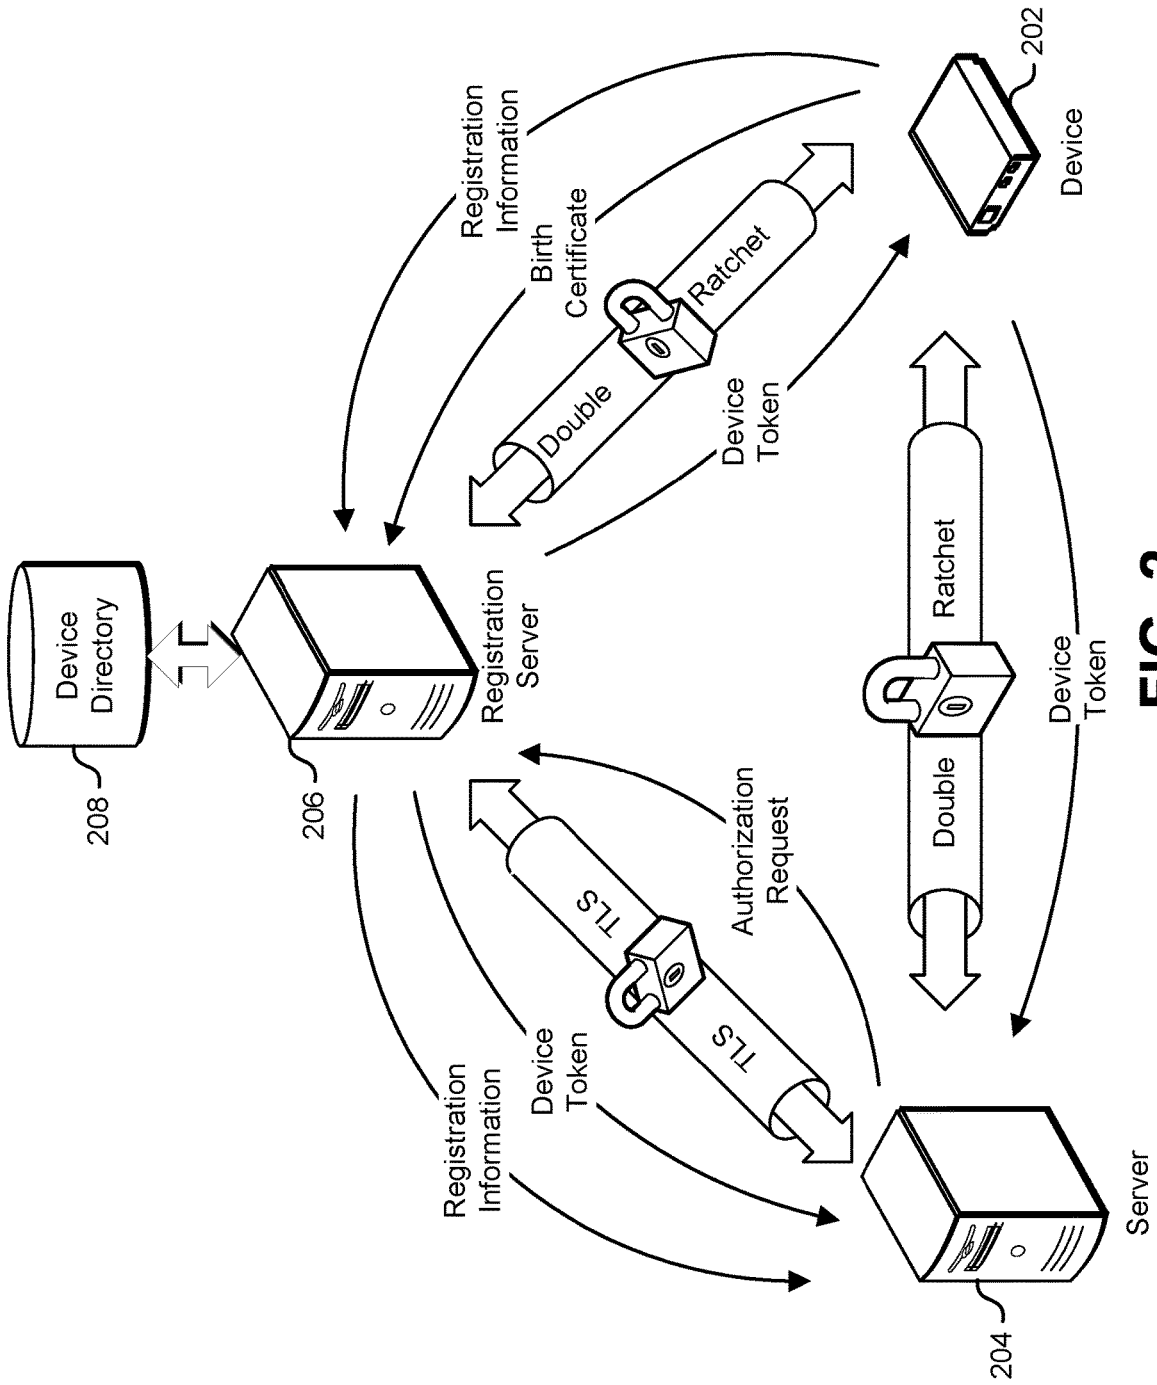 Device
Directory
208
206
Registration
Server
Registration
Information
Registration
Information
Device
Token
Birth
Certificate
TLS
TLS
Double
Ratchet
Authorization
Request
Device
Token
Double
Ratchet
204
Server
202
Device
Device
Token
FIG.